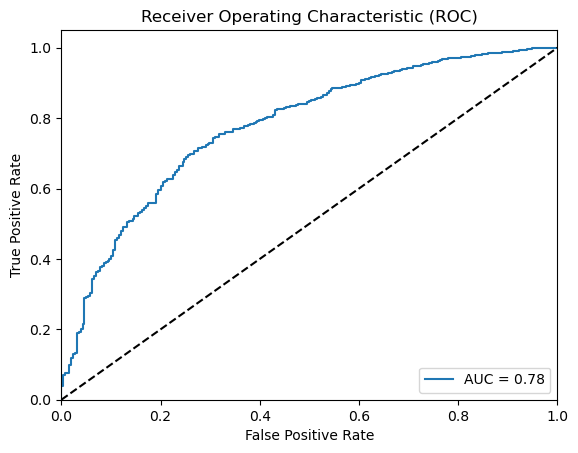 Receiver Operating Characteristic (ROC)
True Positive Rate
1.0
0.8
0.6
0.4
0.2
0.0
AUC = 0.78
0.0 0.2 0.4 0.6 0.8 1.0
False Positive Rate